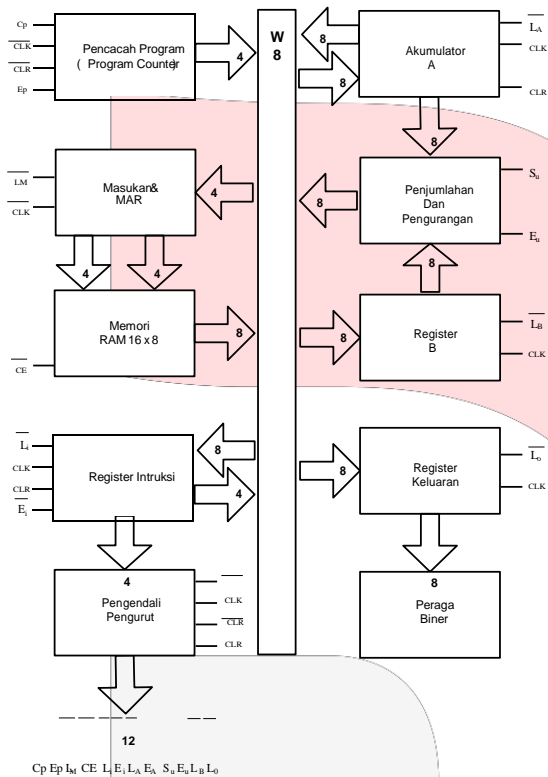 Cp
CLK
CLR
Ep
Pencacah Program
( Program Counter)
4
W
8
8
8
Akumulator
A
LA
CLK
CLR
8
LM
CLK
Masukan&
MAR
4
8
Penjumlahan
Dan
Pengurangan
Su
Eu
4
4
8
Memori
RAM 16 x 8
CE
8
8
Register
B
LB
CLK
Li
CLK
CLR
Ei
Register Intruksi
8
4
8
Register
Keluaran
Lo
CLK
4
Pengendali
Pengurut
CLK
CLR
CLR
8
Peraga
Biner
12
Cp Ep LM CE Li Ei LA EA Su Eu LB L0